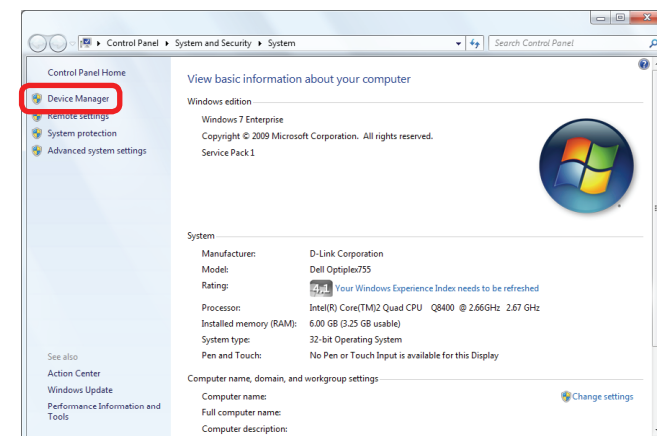 Control Panel ▸ System and Security ▸ System
Search Control Panel
Control Panel Home
Device Manager
Remote settings
System protection
Advanced system settings
See also
Action Center
Windows Update
Performance Information and
Tools
View basic information about your computer
Windows edition
Windows 7 Enterprise
Copyright © 2009 Microsoft Corporation. All rights reserved.
Service Pack 1
System
Manufacturer: D-Link Corporation
Model: Dell Optiplex755
Rating: 4,1 Your Windows Experience Index needs to be refreshed
Processor: Intel(R) Core(TM)2 Quad CPU Q8400 @ 2.66GHz 2.67 GHz
Installed memory (RAM): 6.00 GB (3.25 GB usable)
System type: 32-bit Operating System
Pen and Touch: No Pen or Touch Input is available for this Display
Computer name, domain, and workgroup settings
Computer name: Change settings
Full computer name:
Computer description: